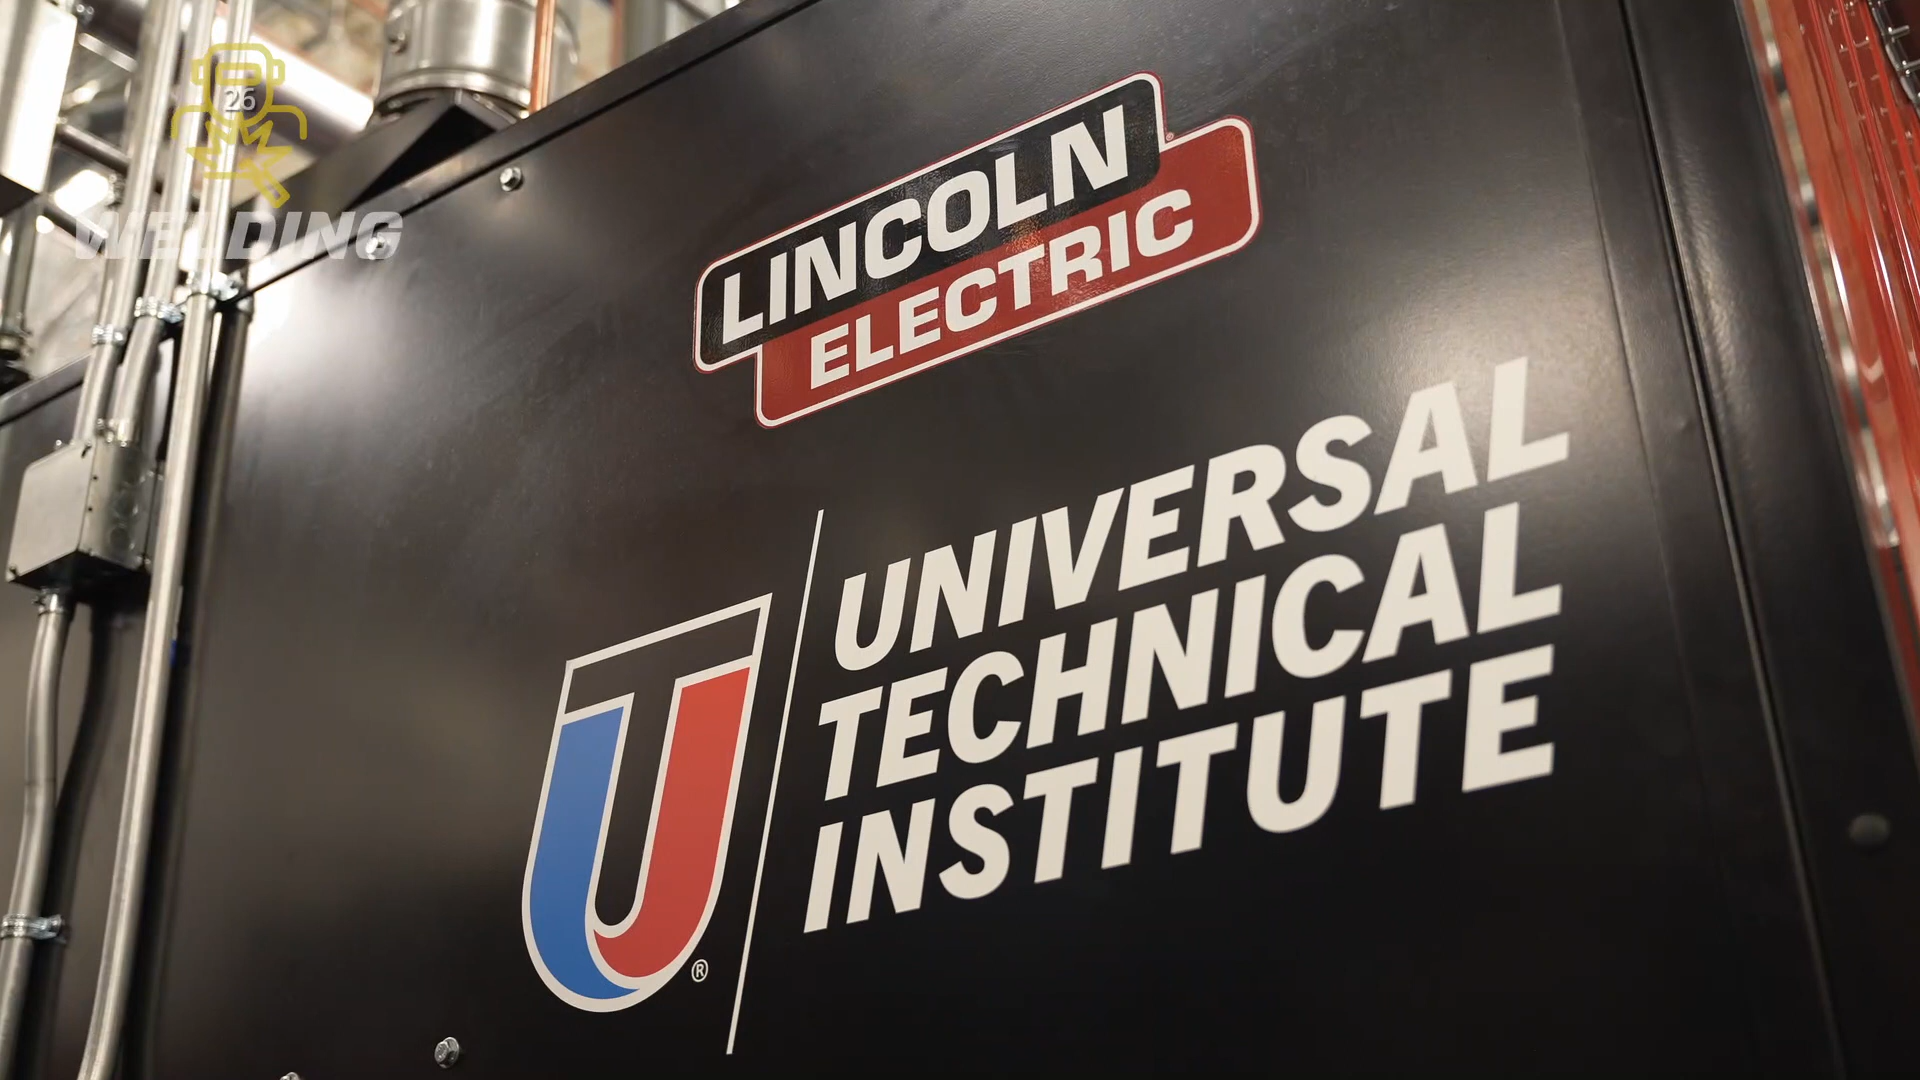 26
WELDING
LINCOLN
ELECTRIC
®
UNIVERSAL
TECHNICAL
INSTITUTE
U
®